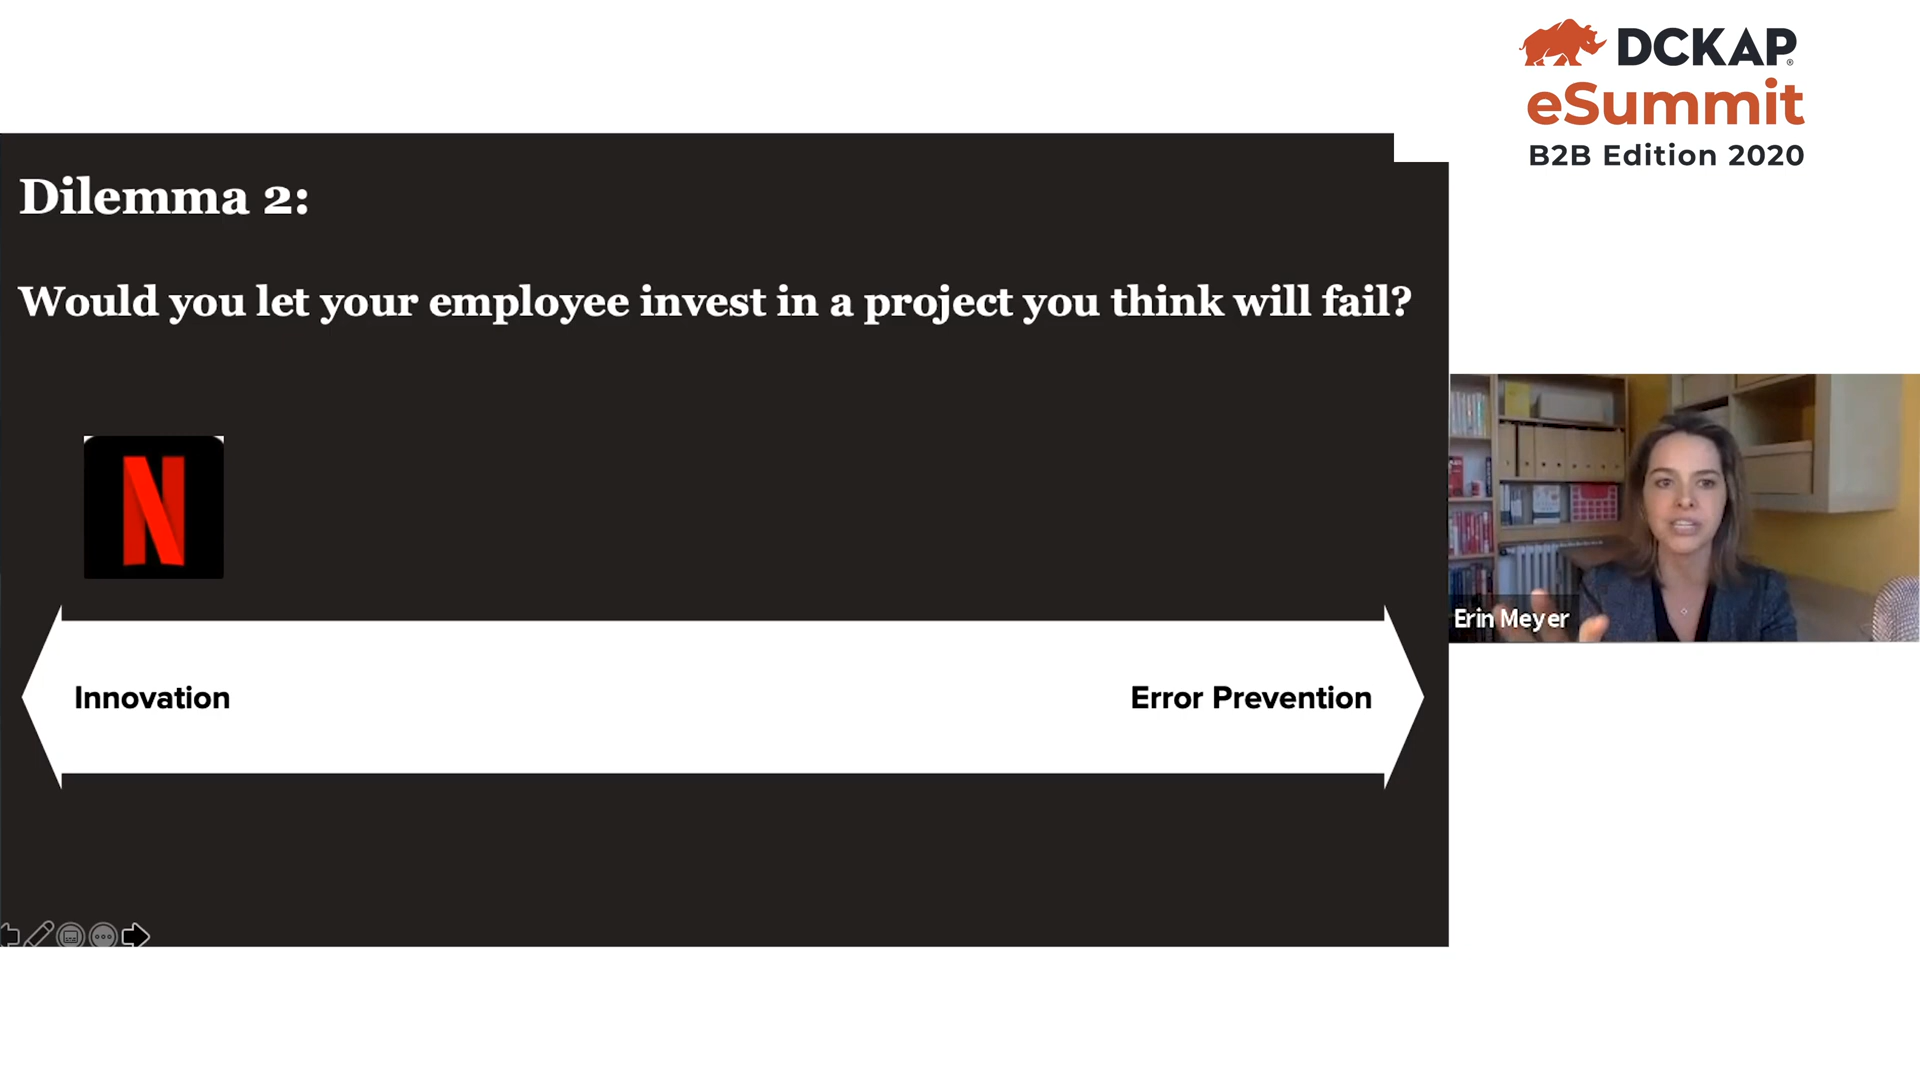 DCKAP®
eSummit
B2B Edition 2020
Dilemma 2:
Would you let your employee invest in a project you think will fail?
N
Innovation
Error Prevention
Erin Meyer